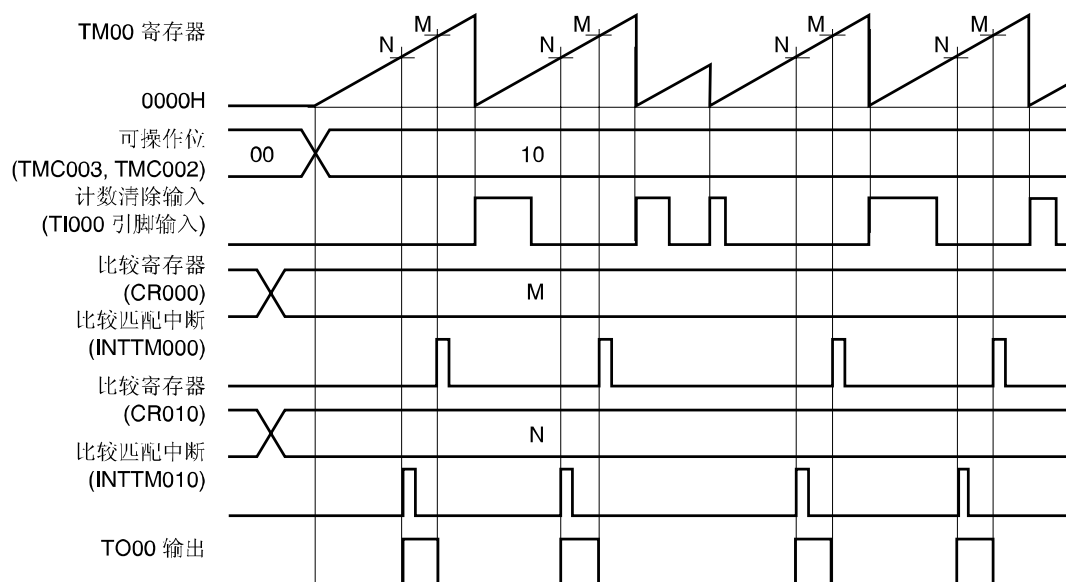 TM00 寄存器
N
M
N
M
N
M
N
M
0000H
可操作位
(TMC003, TMC002)
00
10
计数清除输入
(TI000 引脚输入)
比较寄存器
(CR000)
M
比较匹配中断
(INTTM000)
比较寄存器
(CR010)
N
比较匹配中断
(INTTM010)
TO00 输出